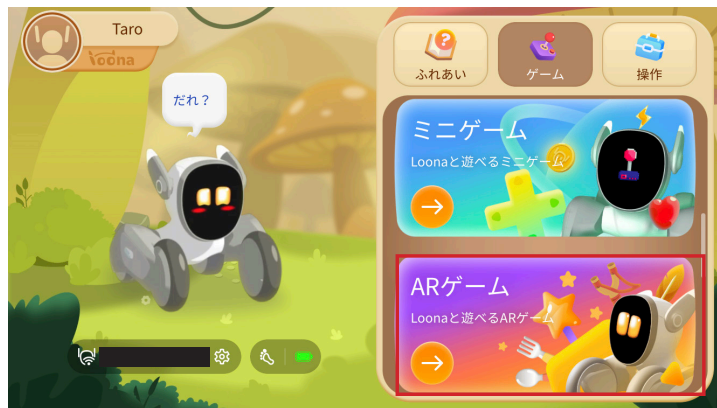 Taro
Loona
だれ？
ふれあい
ゲーム
操作
ミニゲーム
Loonaと遊べるミニゲーム
ARゲーム
Loonaと遊べるARゲーム